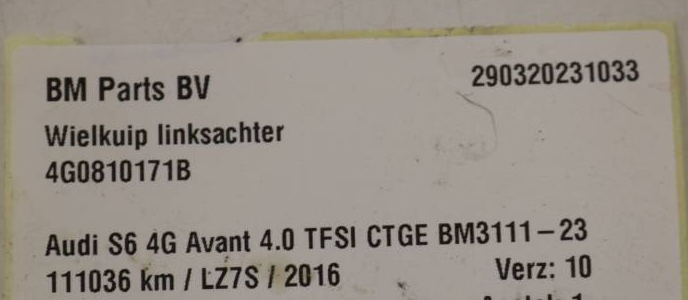 BM Parts BV 290320231033
Wielkuip linksachter
4G0810171B
Audi S6 4G Avant 4.0 TFSI CTGE BM3111-23
111036 km / LZ7S / 2016 Verz: 10